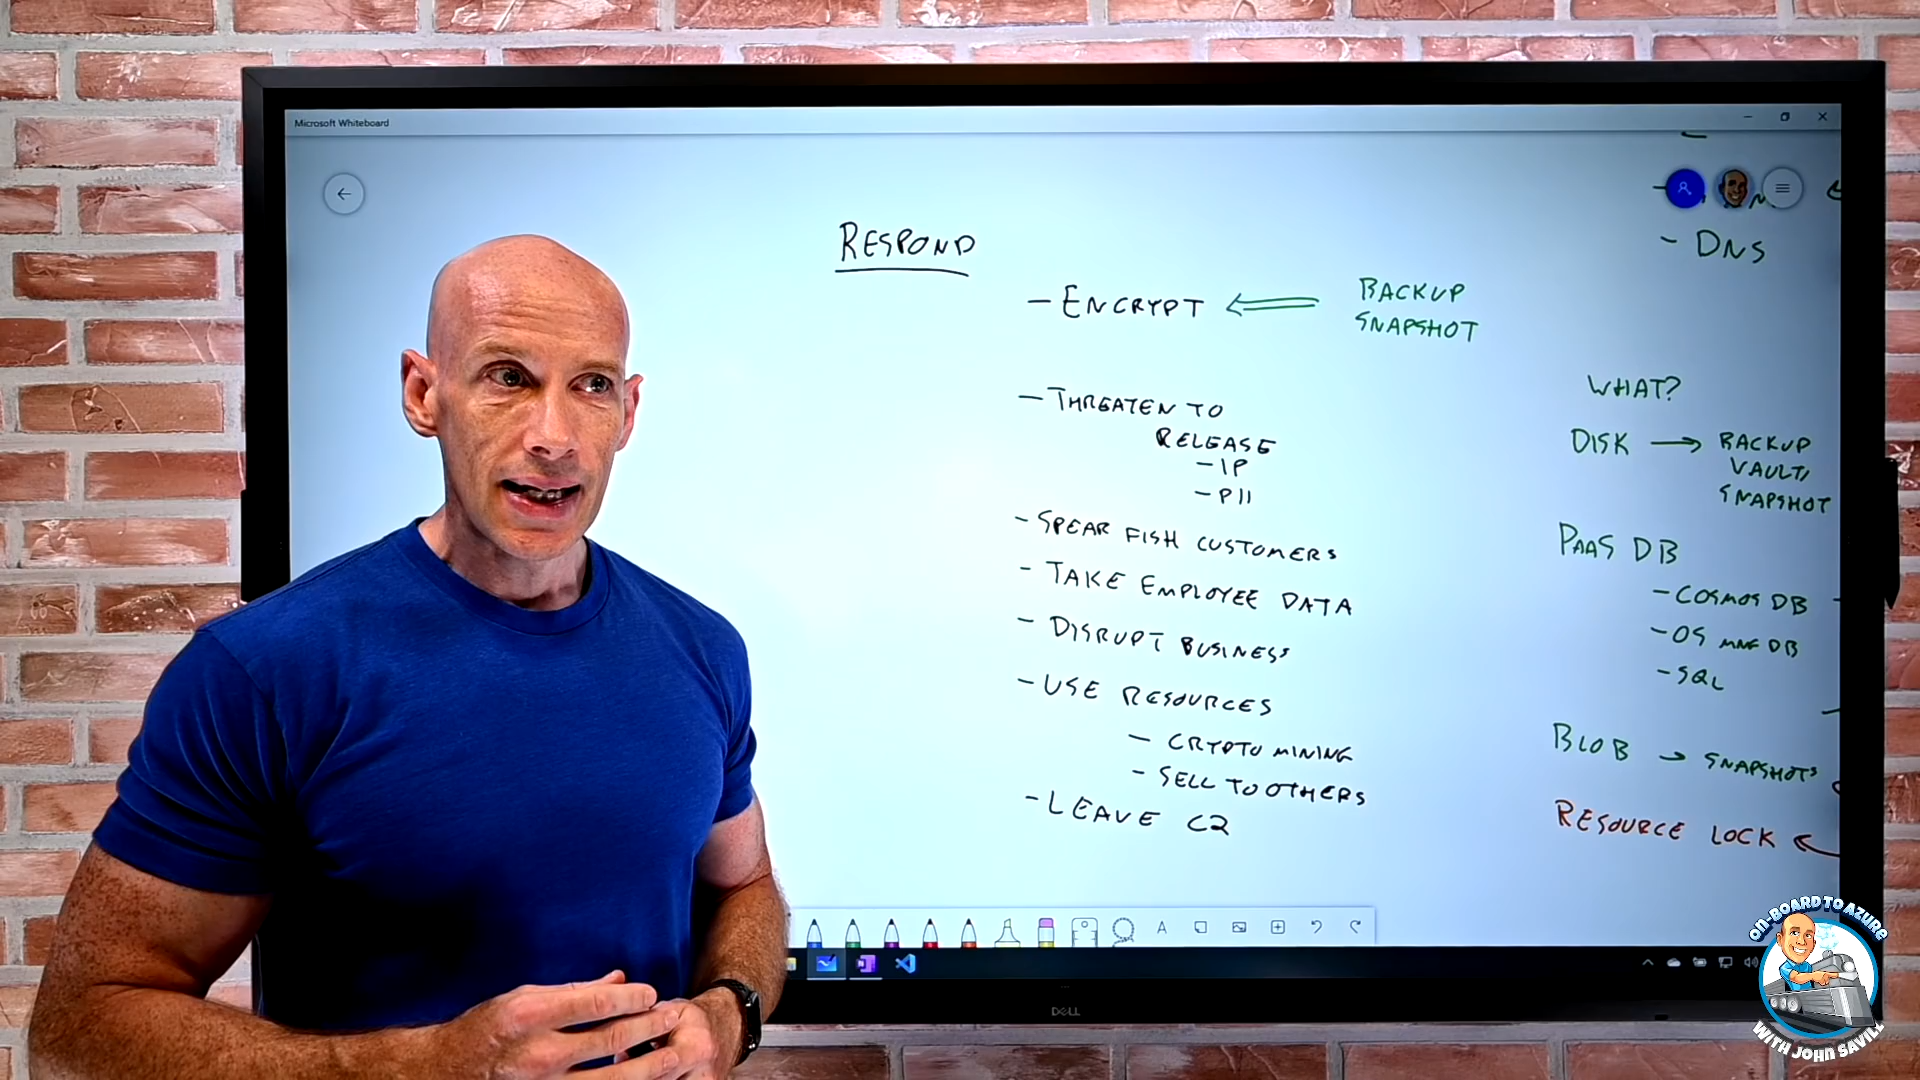 Microsoft Whiteboard
RESPOND
- ENCRYPT
BACKUP
SNAPSHOT
- THREATEN TO
RELEASE
- IP
- PII
- SPEAR FISH CUSTOMERS
- TAKE EMPLOYEE DATA
- DISRUPT BUSINESS
- USE RESOURCES
- CRYPTO MINING
- SELL TO OTHERS
- LEAVE C2
- DNS
WHAT?
DISK → BACKUP
VAULT/
SNAPSHOT
PAAS DB
- COSMOS DB
- OS MNG DB
- SQL
BLOB → SNAPSHOTS
RESOURCE LOCK
DELL
ON-BOARD TO AZURE
WITH JOHN SAVILL